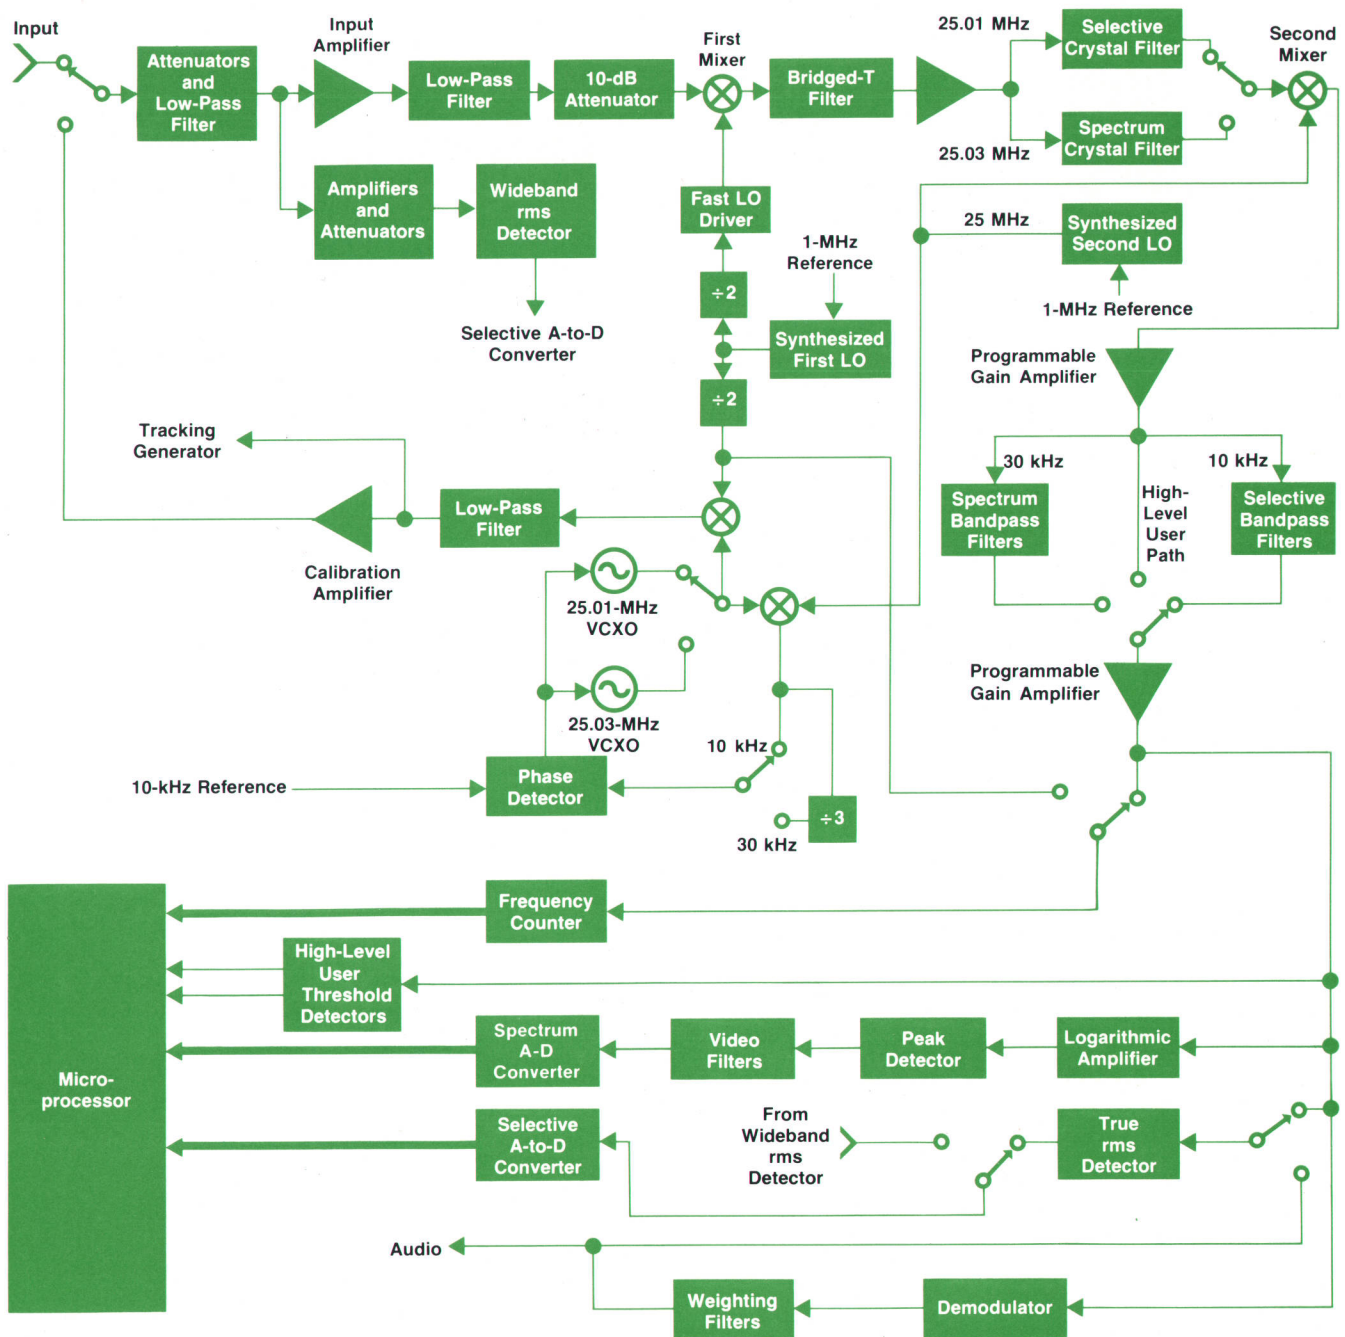 Input
Attenuators
and
Low-Pass
Filter
Input
Amplifier
Low-Pass
Filter
10-dB
Attenuator
First
Mixer
Bridged-T
Filter
25.01 MHz
Selective
Crystal Filter
Second
Mixer
25.03 MHz
Spectrum
Crystal Filter
Amplifiers
and
Attenuators
Wideband
rms
Detector
Selective A-to-D
Converter
Fast LO
Driver
÷2
1-MHz
Reference
Synthesized
First LO
÷2
25 MHz
Synthesized
Second LO
1-MHz Reference
Programmable
Gain Amplifier
30 kHz
10 kHz
Spectrum
Bandpass
Filters
High-
Level
User
Path
Selective
Bandpass
Filters
Tracking
Generator
Low-Pass
Filter
Calibration
Amplifier
25.01-MHz
VCXO
25.03-MHz
VCXO
Programmable
Gain Amplifier
10 kHz
10-kHz Reference
Phase
Detector
÷3
30 kHz
Micro-
processor
Frequency
Counter
High-Level
User
Threshold
Detectors
Spectrum
A-D
Converter
Video
Filters
Peak
Detector
Logarithmic
Amplifier
Selective
A-to-D
Converter
From
Wideband
rms
Detector
True
rms
Detector
Audio
Weighting
Filters
Demodulator